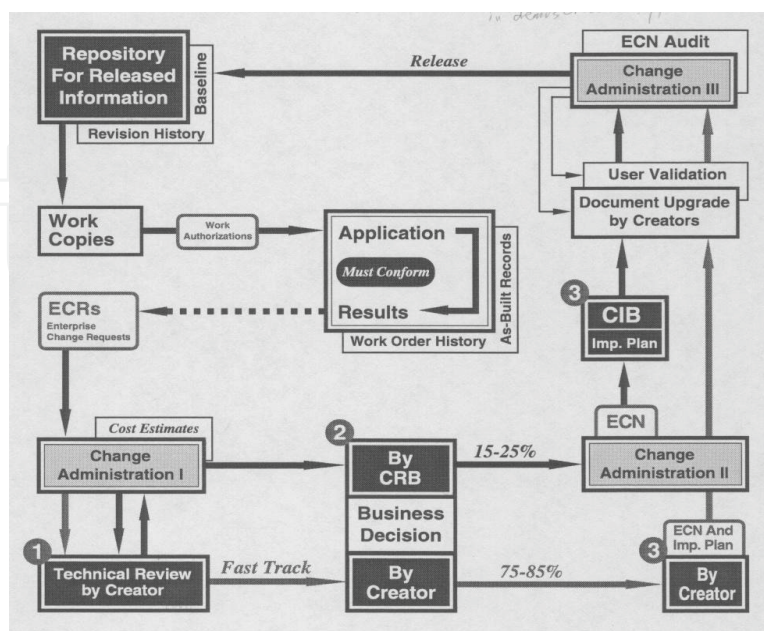 Repository
For Released
Information
Baseline
Revision History
Release
ECN Audit
Change
Administration III
User Validation
Document Upgrade
by Creators
Work
Copies
Work
Authorizations
Application
Must Conform
Results
As-Built Records
Work Order History
ECRs
Enterprise
Change Requests
3
CIB
Imp. Plan
ECN
Cost Estimates
Change
Administration I
2
By
CRB
15-25%
Change
Administration II
Business
Decision
1
Technical Review
by Creator
Fast Track
By
Creator
75-85%
ECN And
Imp. Plan
3
By
Creator